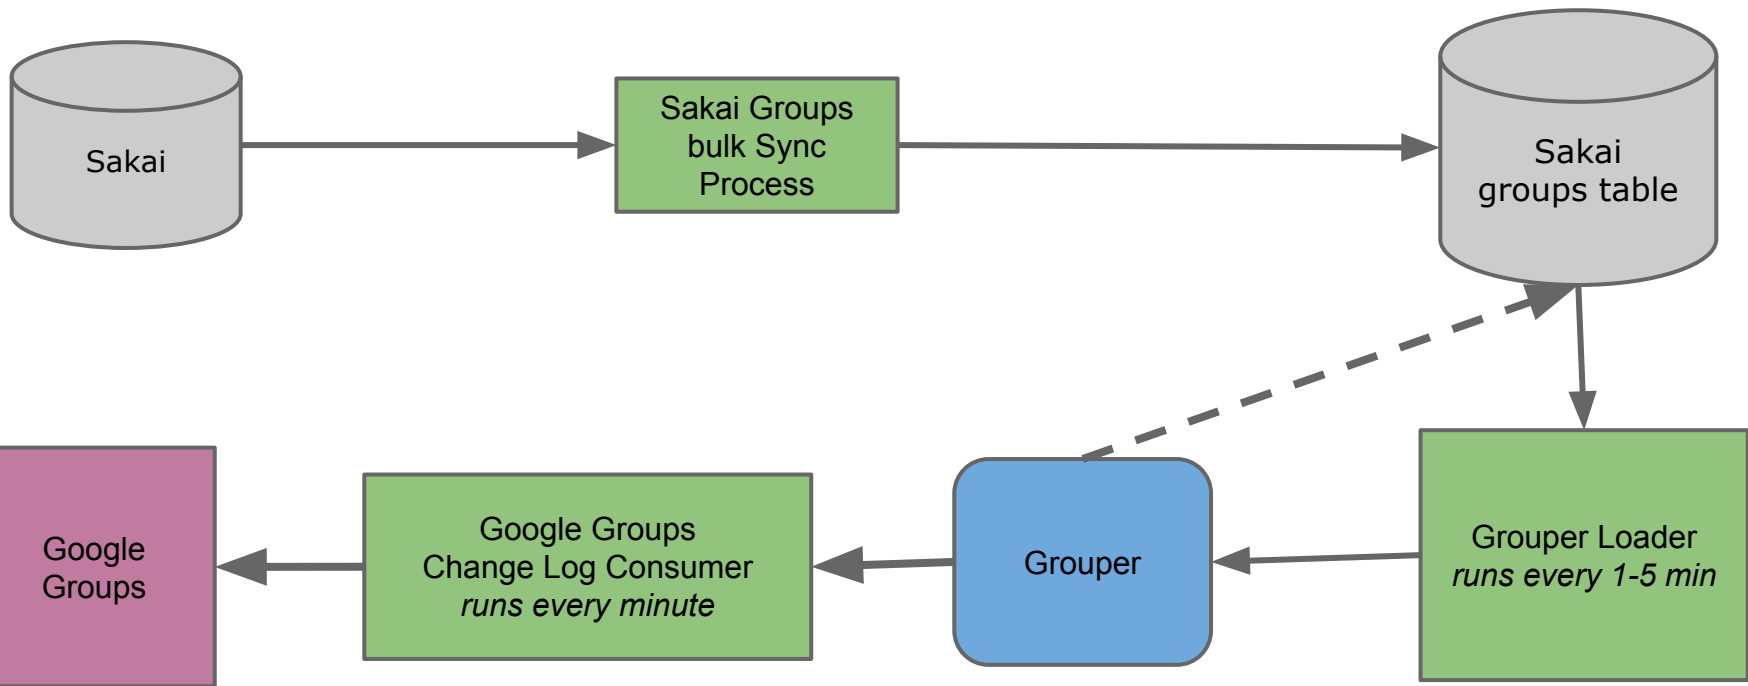 Sakai
Sakai Groups
bulk Sync
Process
Sakai
groups table
Google
Groups
Google Groups
Change Log Consumer
runs every minute
Grouper
Grouper Loader
runs every 1-5 min